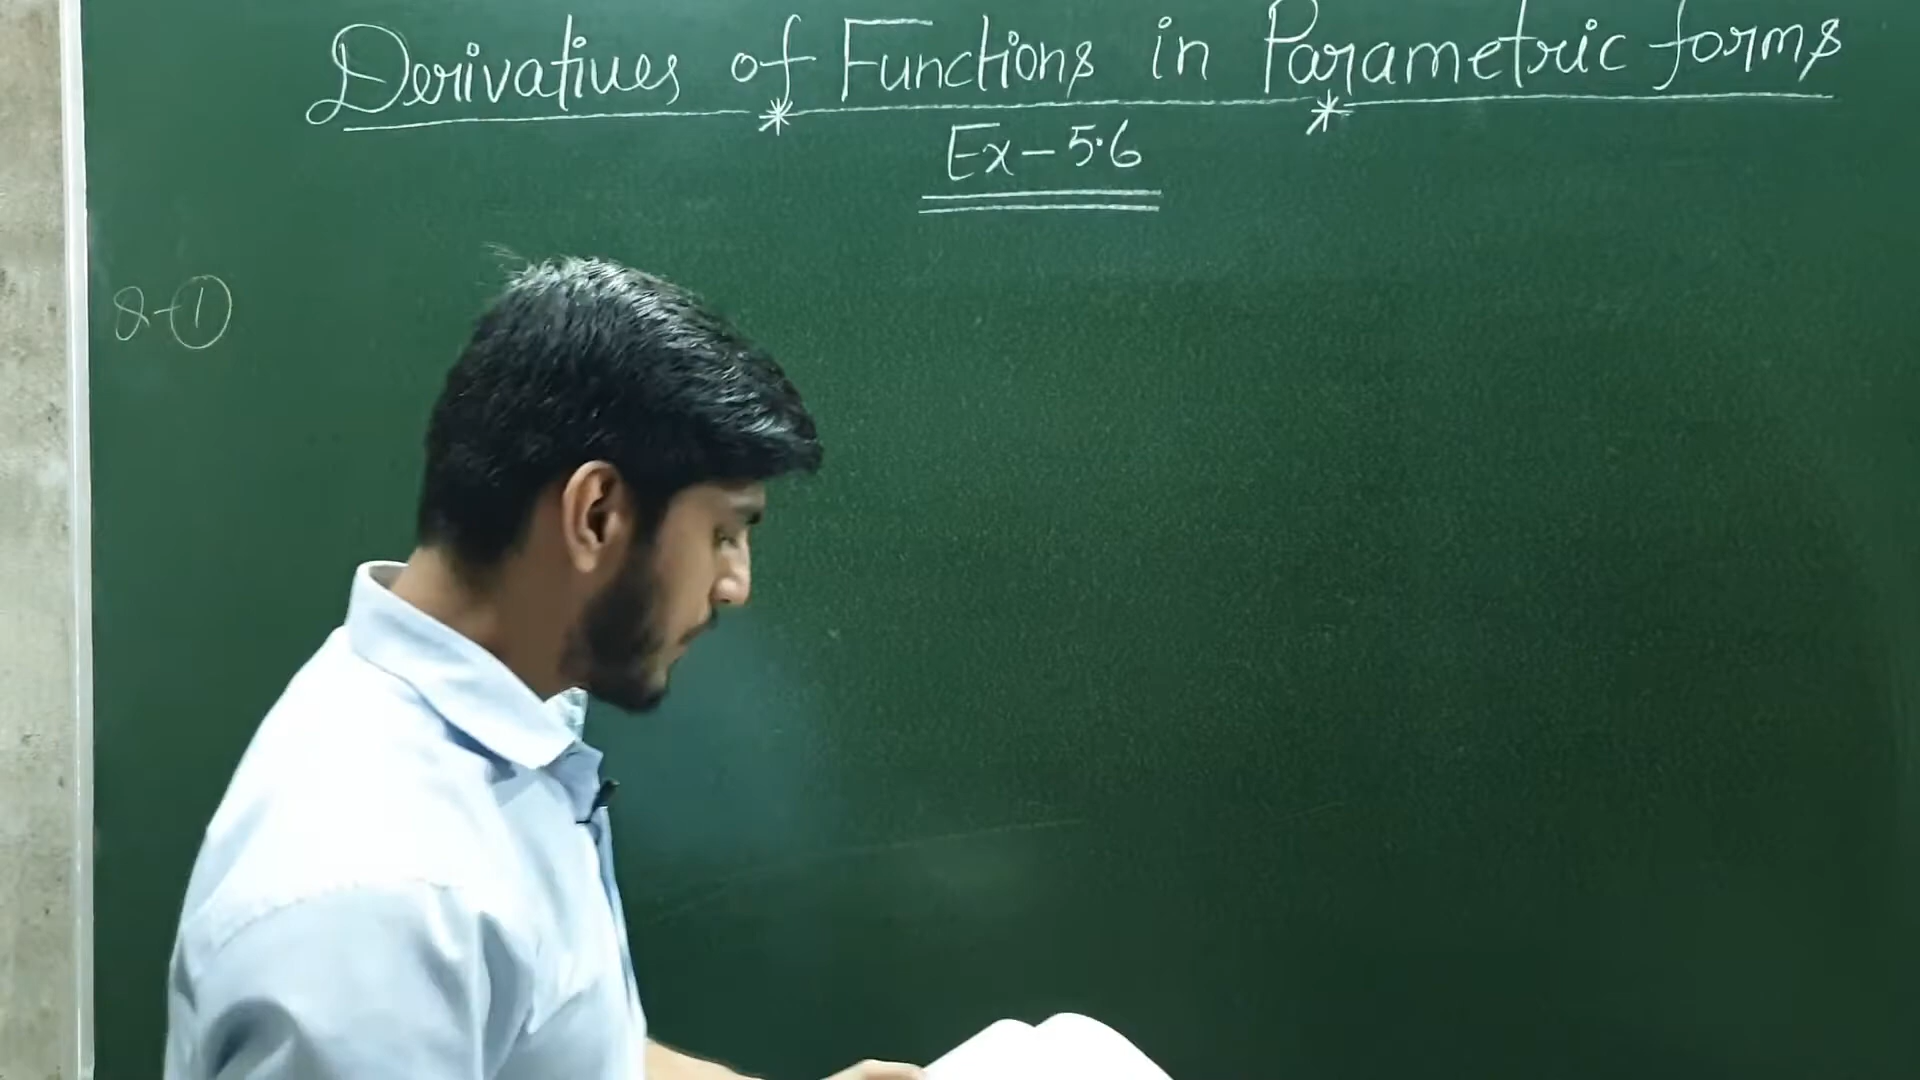 Derivatives of Functions in Parametric forms
Ex-5.6
Q-①